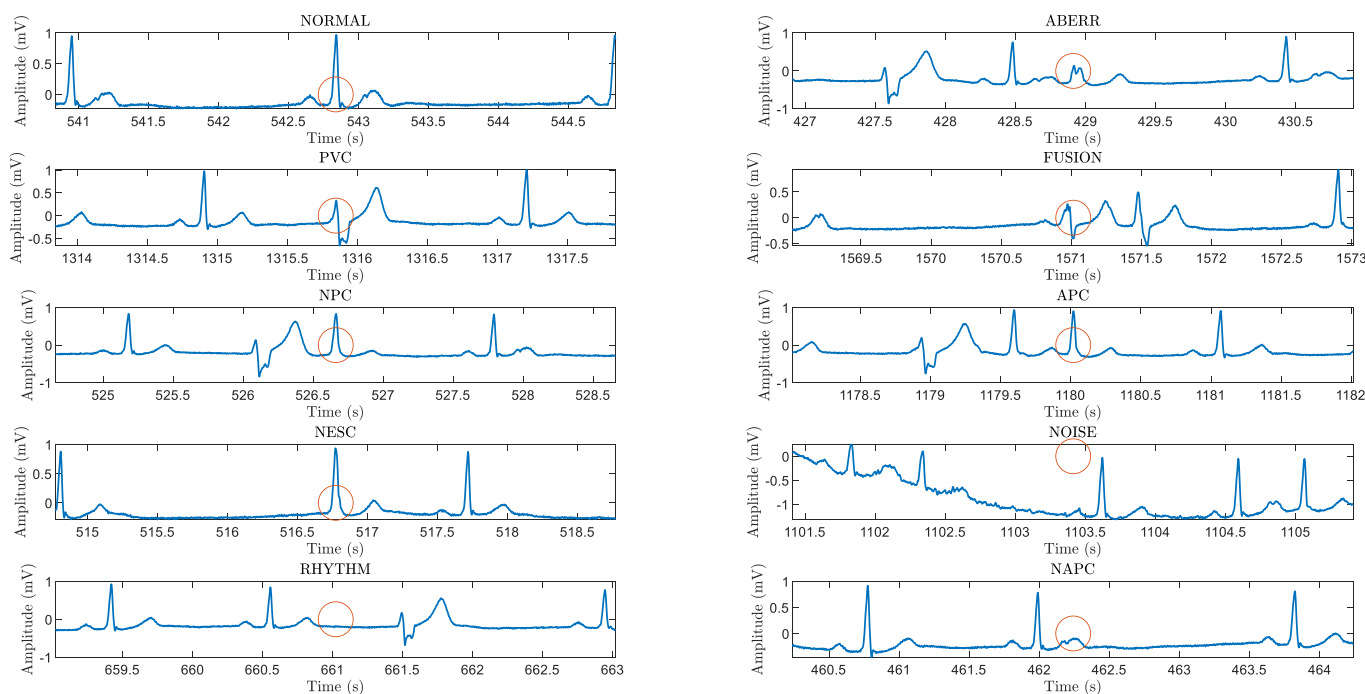 NORMAL
Amplitude (mV)
1
0.5
0
541 541.5 542 542.5 543 543.5 544 544.5
Time (s)
ABERR
Amplitude (mV)
1
0
-1
427 427.5 428 428.5 429 429.5 430 430.5
Time (s)
PVC
Amplitude (mV)
0.5
0
-0.5
1314 1314.5 1315 1315.5 1316 1316.5 1317 1317.5
Time (s)
FUSION
Amplitude (mV)
0.5
0
-0.5
1569.5 1570 1570.5 1571 1571.5 1572 1572.5 1573
Time (s)
NPC
Amplitude (mV)
1
0
-1
525 525.5 526 526.5 527 527.5 528 528.5
Time (s)
APC
Amplitude (mV)
1
0
-1
1178.5 1179 1179.5 1180 1180.5 1181 1181.5 1182
Time (s)
NESC
Amplitude (mV)
1
0.5
0
515 515.5 516 516.5 517 517.5 518 518.5
Time (s)
NOISE
Amplitude (mV)
0
-0.5
-1
1101.5 1102 1102.5 1103 1103.5 1104 1104.5 1105
Time (s)
RHYTHM
Amplitude (mV)
1
0
-1
659.5 660 660.5 661 661.5 662 662.5 663
Time (s)
NAPC
Amplitude (mV)
1
0.5
0
460.5 461 461.5 462 462.5 463 463.5 464
Time (s)